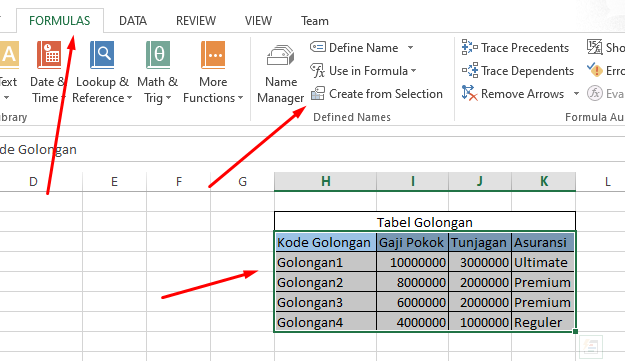 FORMULAS DATA REVIEW VIEW Team
Text Date & Time Lookup & Reference Math & Trig More Functions
Library
Name Manager
Define Name
Use in Formula
Create from Selection
Defined Names
Trace Precedents
Trace Dependents
Remove Arrows
Sho
Erro
Eva
Formula Au
de Golongan
D E F G H I J K L
Tabel Golongan
Kode Golongan Gaji Pokok Tunjagan Asuransi
Golongan1 10000000 3000000 Ultimate
Golongan2 8000000 2000000 Premium
Golongan3 6000000 2000000 Premium
Golongan4 4000000 1000000 Reguler